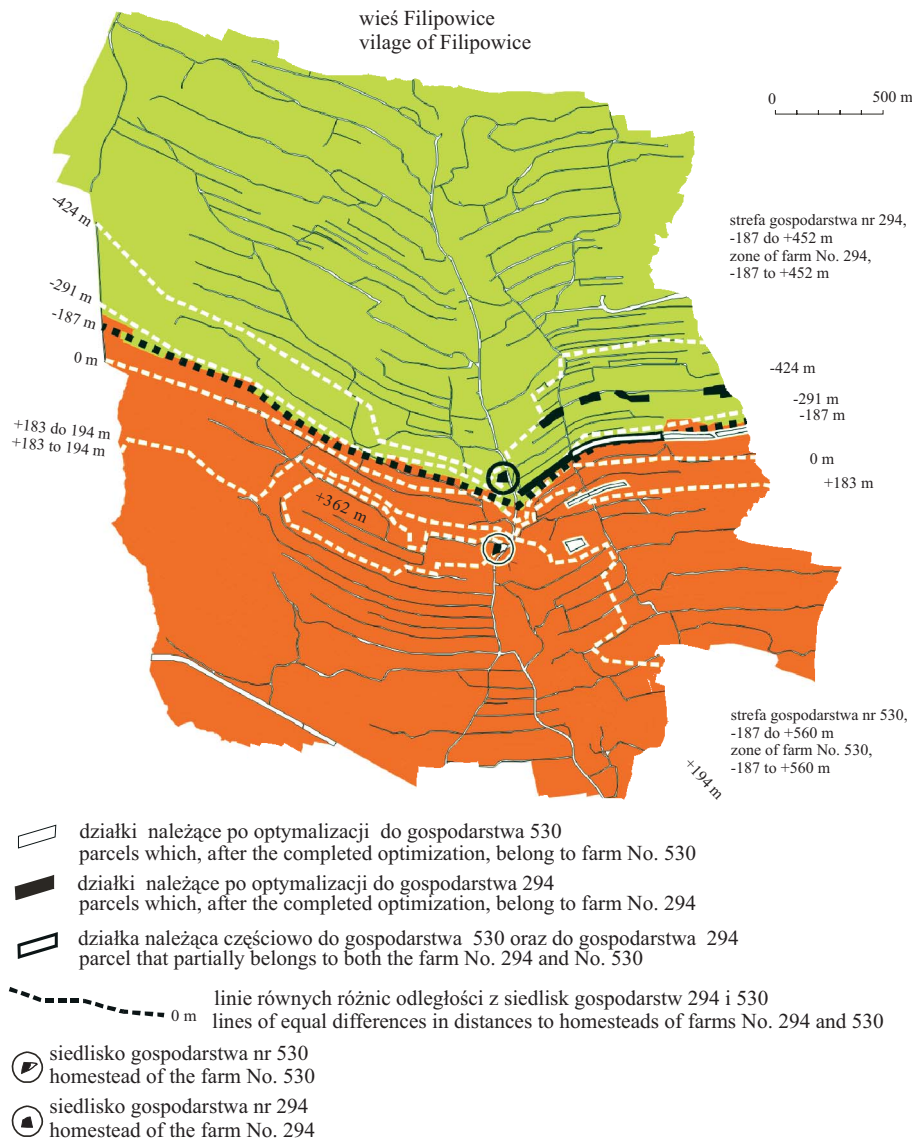 wieś Filipowice
vilage of Filipowice
0 500 m
-424 m
strefa gospodarstwa nr 294,
-187 do +452 m
zone of farm No. 294,
-187 to +452 m
-291 m
-187 m
0 m
-424 m
-291 m
-187 m
+183 do 194 m
+183 to 194 m
0 m
+183 m
+362 m
strefa gospodarstwa nr 530,
-187 do +560 m
zone of farm No. 530,
-187 to +560 m
+194 m
działki należące po optymalizacji do gospodarstwa 530
parcels which, after the completed optimization, belong to farm No. 530
działki należące po optymalizacji do gospodarstwa 294
parcels which, after the completed optimization, belong to farm No. 294
działka należąca częściowo do gospodarstwa 530 oraz do gospodarstwa 294
parcel that partially belongs to both the farm No. 294 and No. 530
0 m
linie równych różnic odległości z siedlisk gospodarstw 294 i 530
lines of equal differences in distances to homesteads of farms No. 294 and 530
siedlisko gospodarstwa nr 530
homestead of the farm No. 530
siedlisko gospodarstwa nr 294
homestead of the farm No. 294